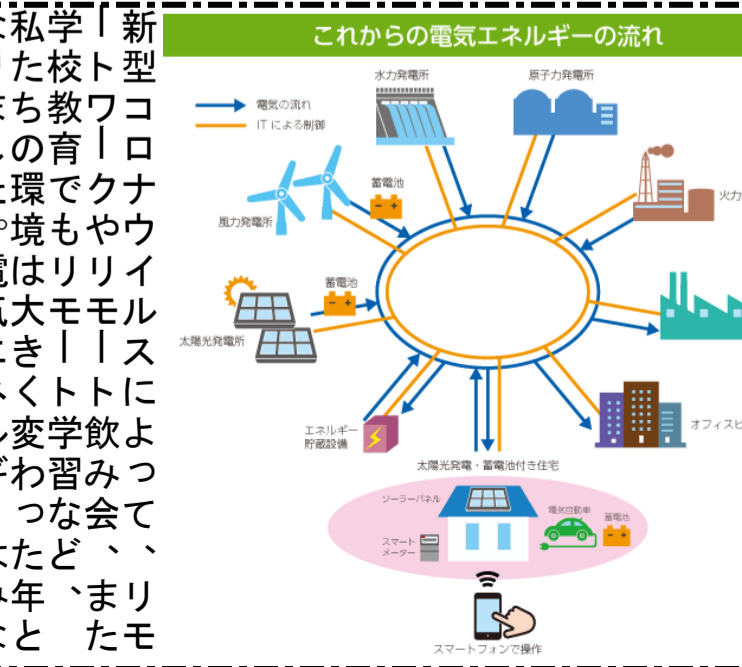 新型コロナウイルスによって、リモ
ートワークやリモート飲み会、また
学校教育でもリモート学習など、
私たちの環境は大きく変わった年と
これからの電気エネルギーの流れ
電気の流れ
ITによる制御
水力発電所
原子力発電所
蓄電池
風力発電所
火力
蓄電池
太陽光発電所
エネルギー
貯蔵設備
オフィスビ
太陽光発電・蓄電池付き住宅
ソーラーパネル
電気自動車
蓄電池
スマート
メーター
スマートフォンで操作